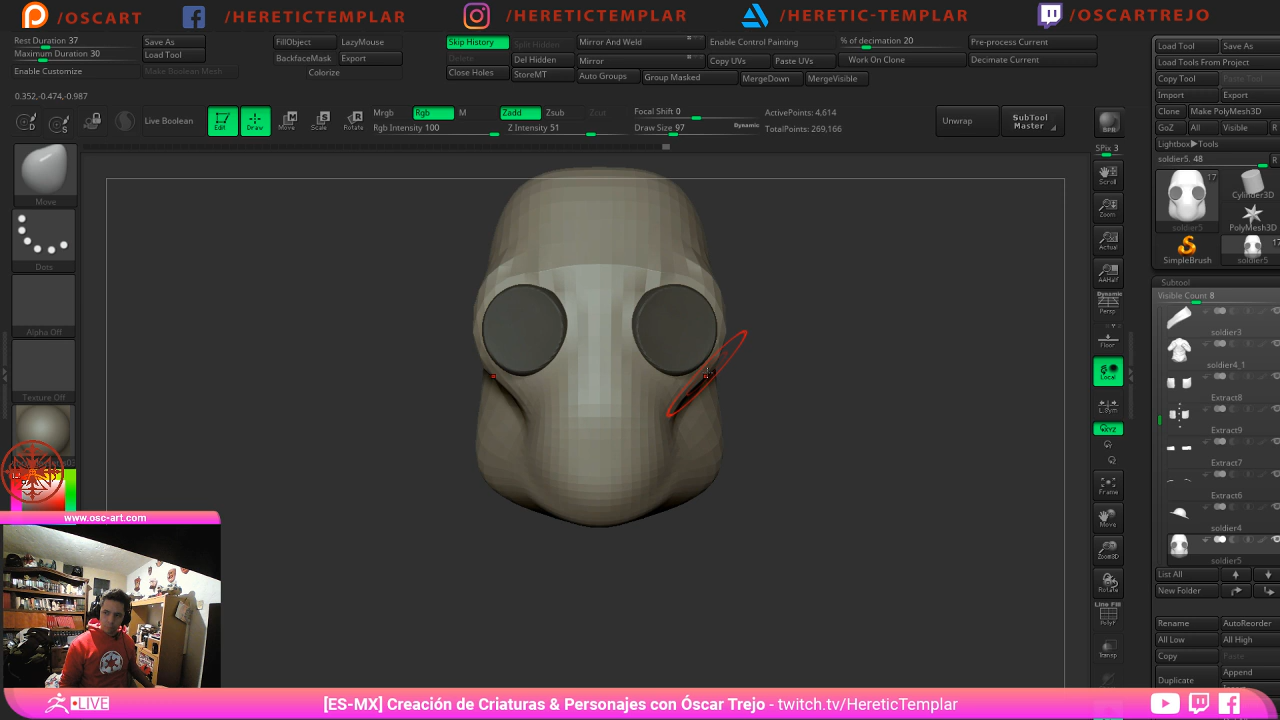 /OSCART
/HERETICTEMPLAR
/HERETICTEMPLAR
/HERETIC-TEMPLAR
/OSCARTREJO
Rest Duration 37
Maximum Duration 30
Enable Customize
Save As
Load Tool
Make Boolean Mesh
FillObject
LazyMouse
BackfaceMask
Export
Colorize
Skip History
Split Hidden
Delete
Del Hidden
Close Holes
StoreMT
Mirror And Weld
Mirror
Auto Groups
Group Masked
Enable Control Painting
Copy UVs
Paste UVs
MergeDown
MergeVisible
% of decimation 20
Work On Clone
Pre-process Current
Decimate Current
0.352,-0.474,-0.987
Live Boolean
Edit
Draw
Move
Scale
Rotate
Mrgb
Rgb
M
Rgb Intensity 100
Zadd
Zsub
Zcut
Z Intensity 51
Focal Shift 0
Draw Size 97
Dynamic
ActivePoints: 4,614
TotalPoints: 269,166
Unwrap
SubTool
Master
BPR
SPix 3
Scroll
Zoom
Actual
AAHalf
Dynamic
Persp
Floor
Local
L.Sym
XYZ
Frame
Move
Zoom3D
Rotate
Line Fill
PolyF
Transp
Move
Dots
Alpha Off
Texture Off
Load Tool
Save As
Load Tools From Project
Copy Tool
Paste Tool
Import
Export
Clone
Make PolyMesh3D
GoZ
All
Visible
R
Lightbox▶Tools
soldier5. 48
R
17
soldier5
Cylinder3D
PolyMesh3D
SimpleBrush
17
soldier5
Subtool
Visible Count 8
soldier3
soldier4_1
Extract8
Extract9
Extract7
Extract6
soldier4
soldier5
List All
New Folder
Rename
AutoReorder
All Low
All High
Copy
Paste
Duplicate
Append
www.osc-art.com
LIVE
[ES-MX] Creación de Criaturas & Personajes con Óscar Trejo - twitch.tv/HereticTemplar